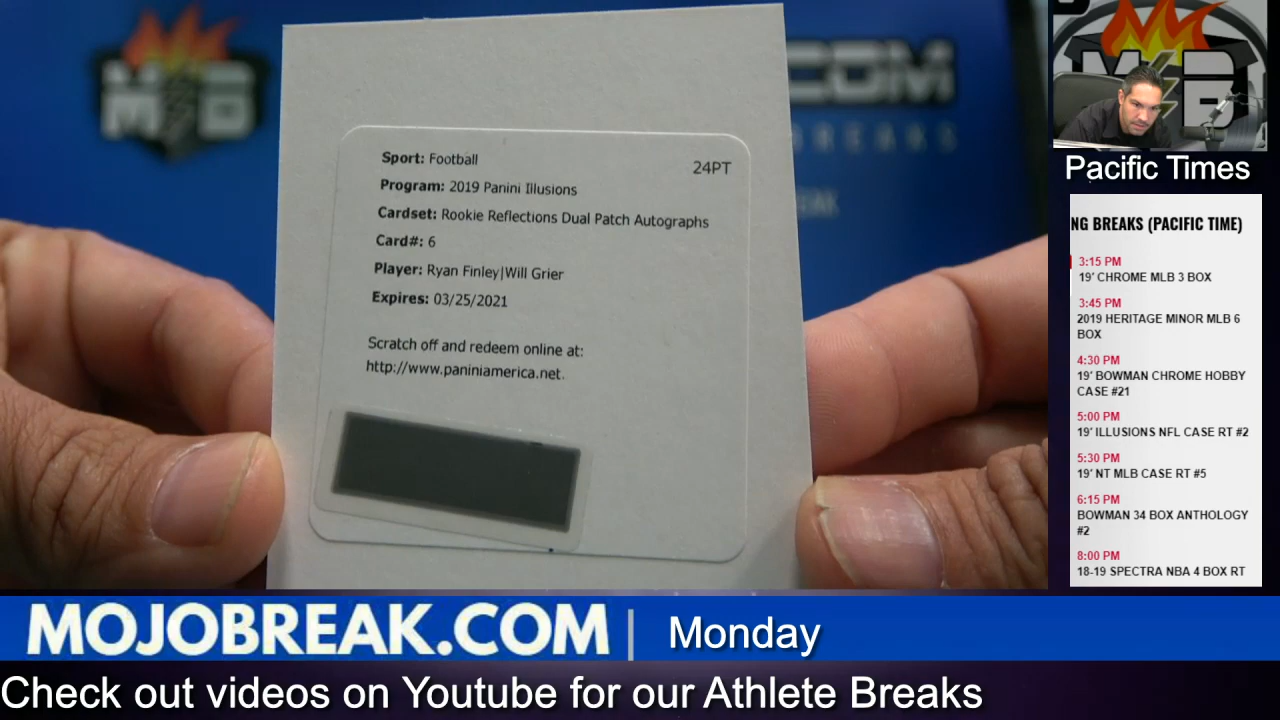 MB
.COM
BREAKS
24PT
Sport: Football
Program: 2019 Panini Illusions
Cardset: Rookie Reflections Dual Patch Autographs
Card#: 6
Player: Ryan Finley|Will Grier
Expires: 03/25/2021
Scratch off and redeem online at:
http://www.paniniamerica.net.
Pacific Times
NG BREAKS (PACIFIC TIME)
3:15 PM
19' CHROME MLB 3 BOX
3:45 PM
2019 HERITAGE MINOR MLB 6
BOX
4:30 PM
19' BOWMAN CHROME HOBBY
CASE #21
5:00 PM
19' ILLUSIONS NFL CASE RT #2
5:30 PM
19' NT MLB CASE RT #5
6:15 PM
BOWMAN 34 BOX ANTHOLOGY
#2
8:00 PM
18-19 SPECTRA NBA 4 BOX RT
MOJOBREAK.COM | Monday
Check out videos on Youtube for our Athlete Breaks